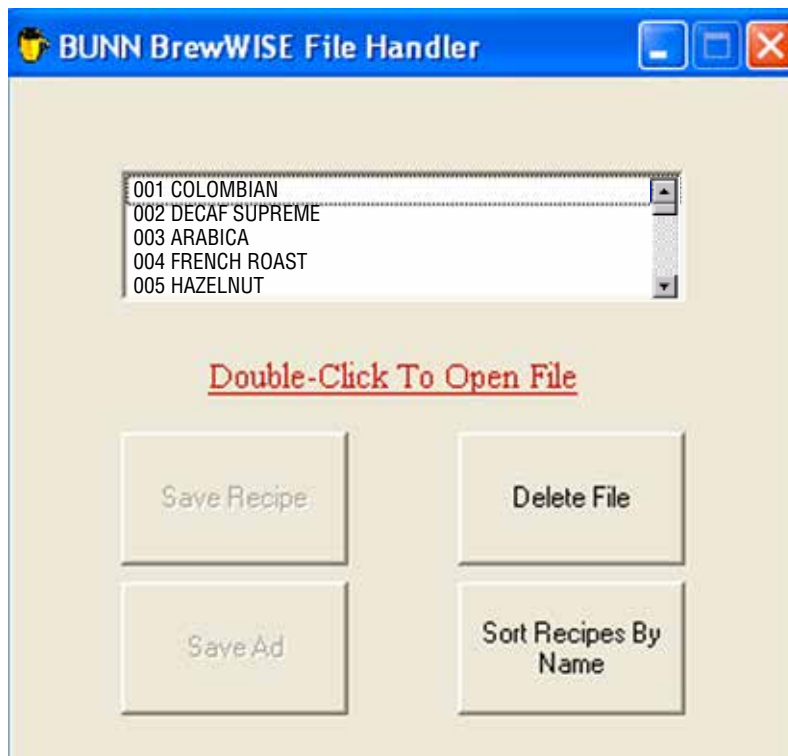 BUNN BrewWISE File Handler
001 COLOMBIAN
002 DECAF SUPREME
003 ARABICA
004 FRENCH ROAST
005 HAZELNUT
Double-Click To Open File
Save Recipe
Delete File
Save Ad
Sort Recipes By
Name